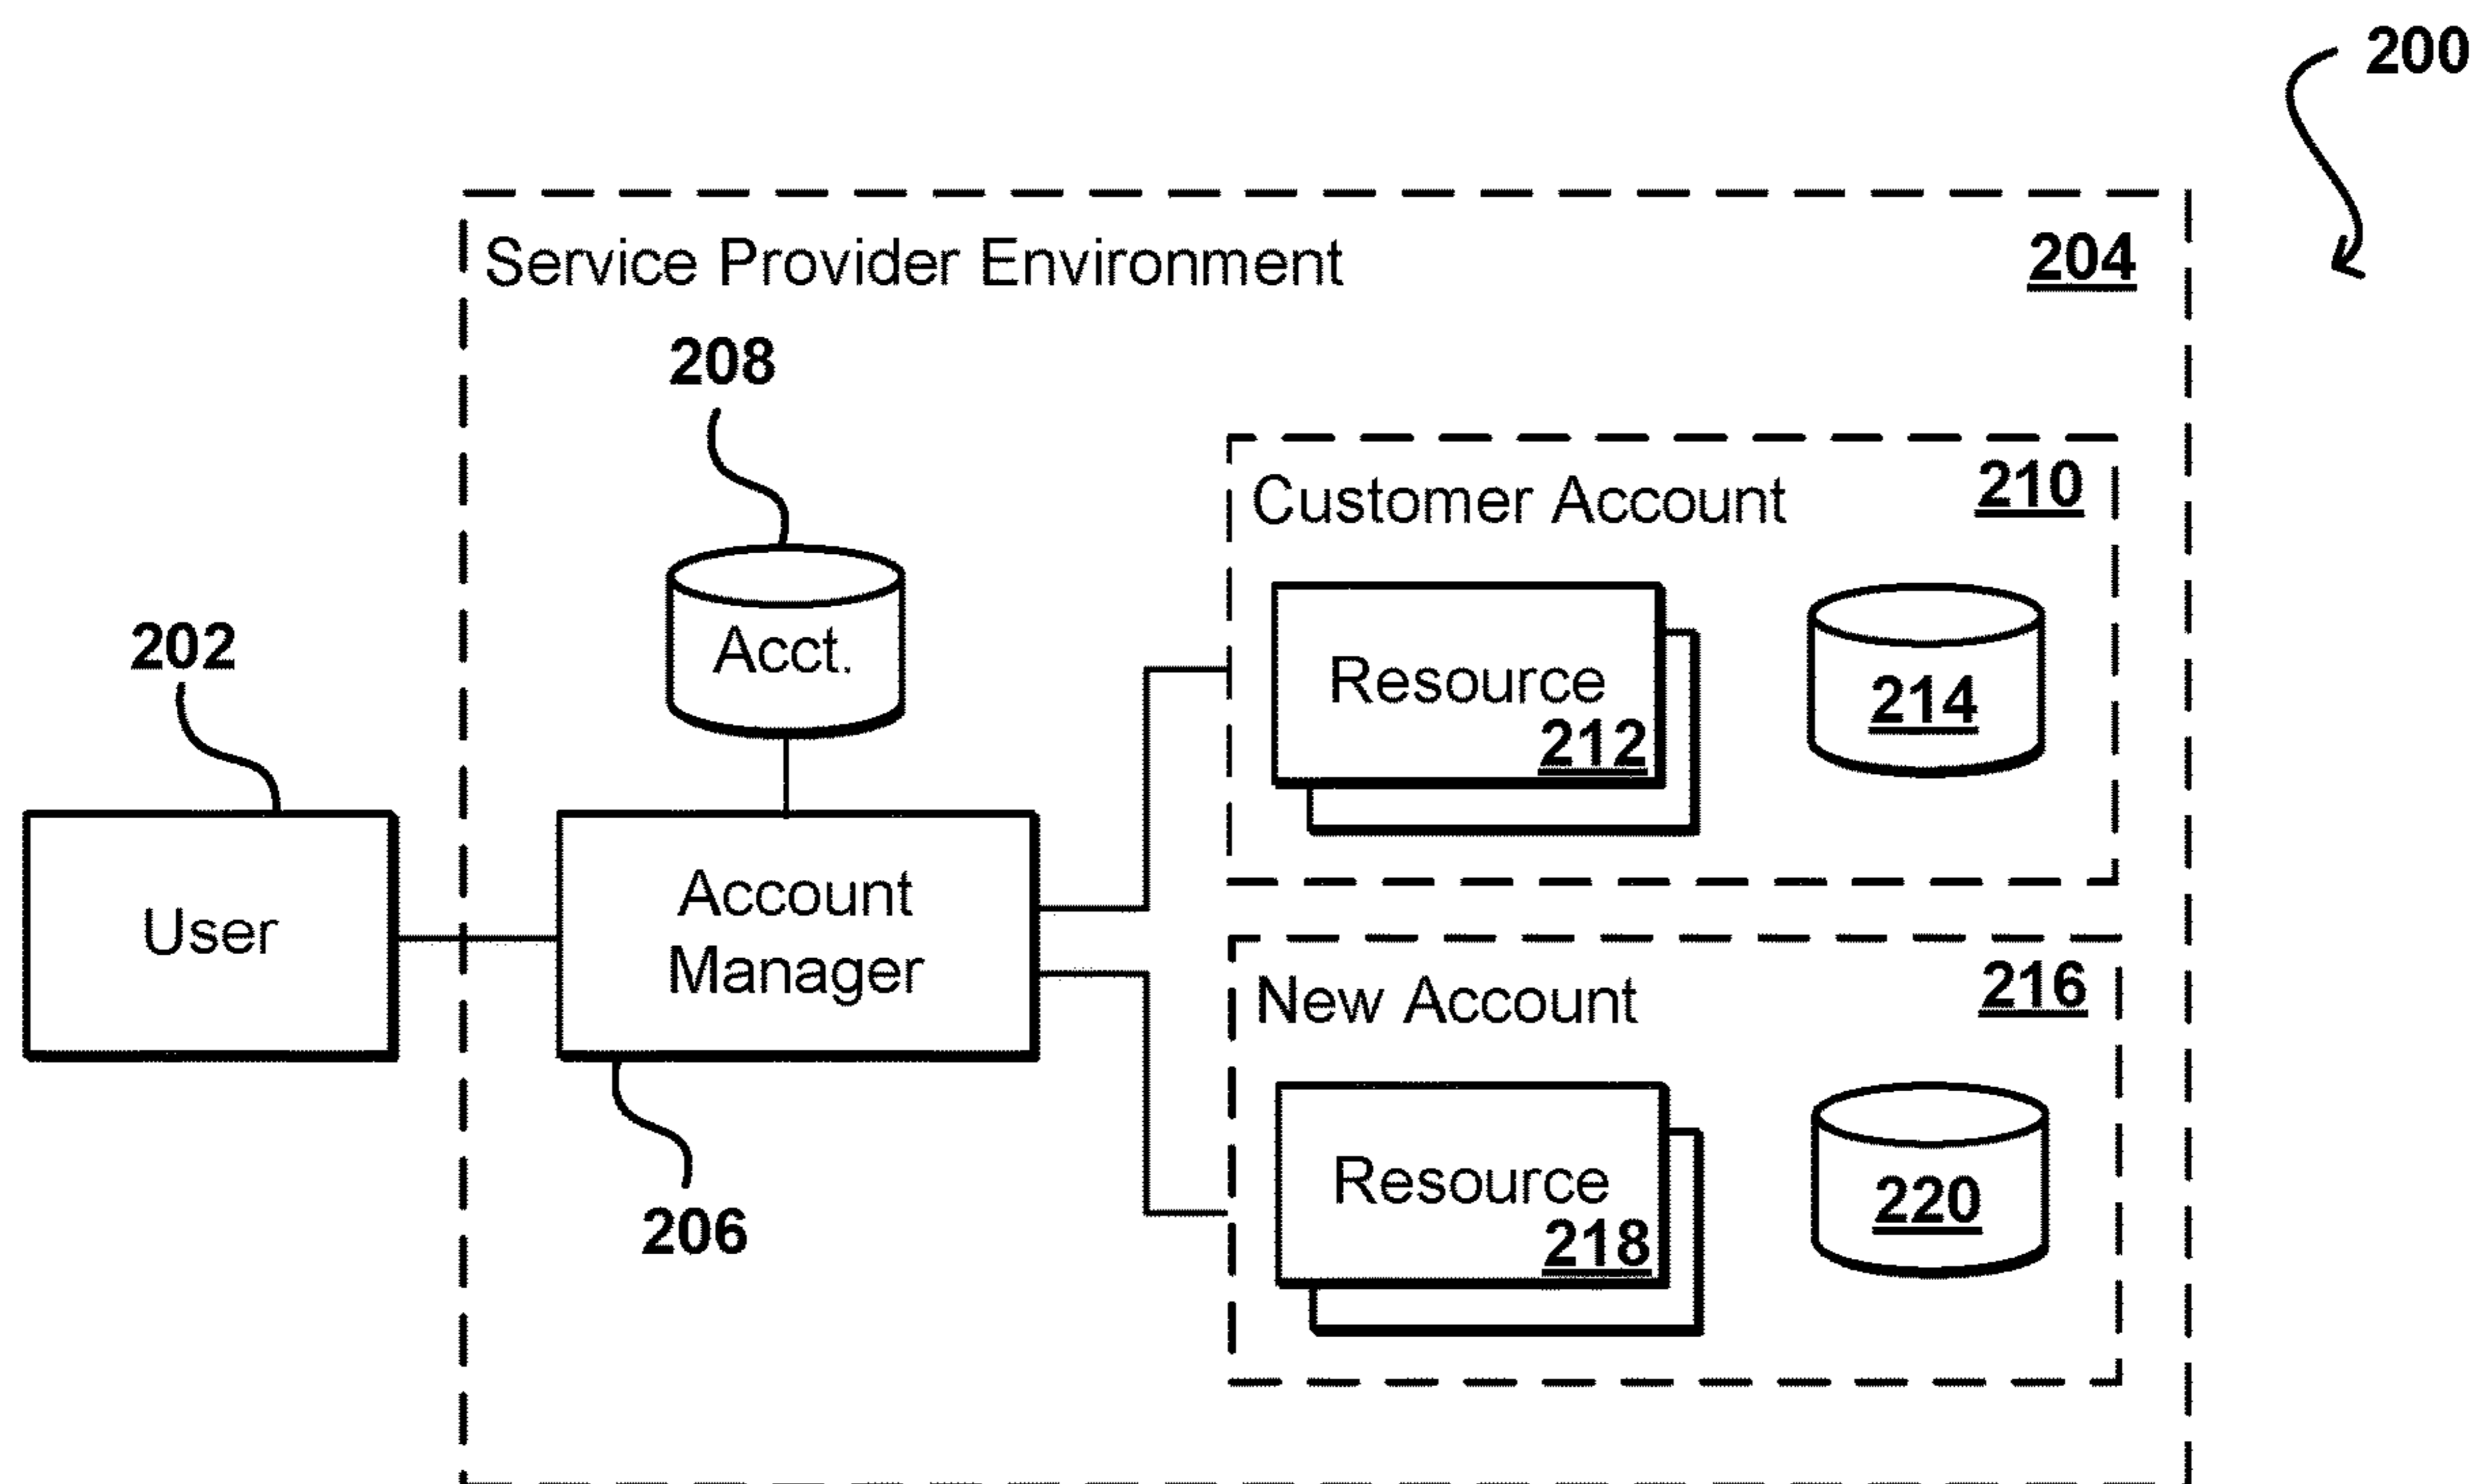 200
Service Provider Environment
204
208
Customer Account
210
Acct.
Resource
212
214
202
User
Account
Manager
206
New Account
216
Resource
218
220